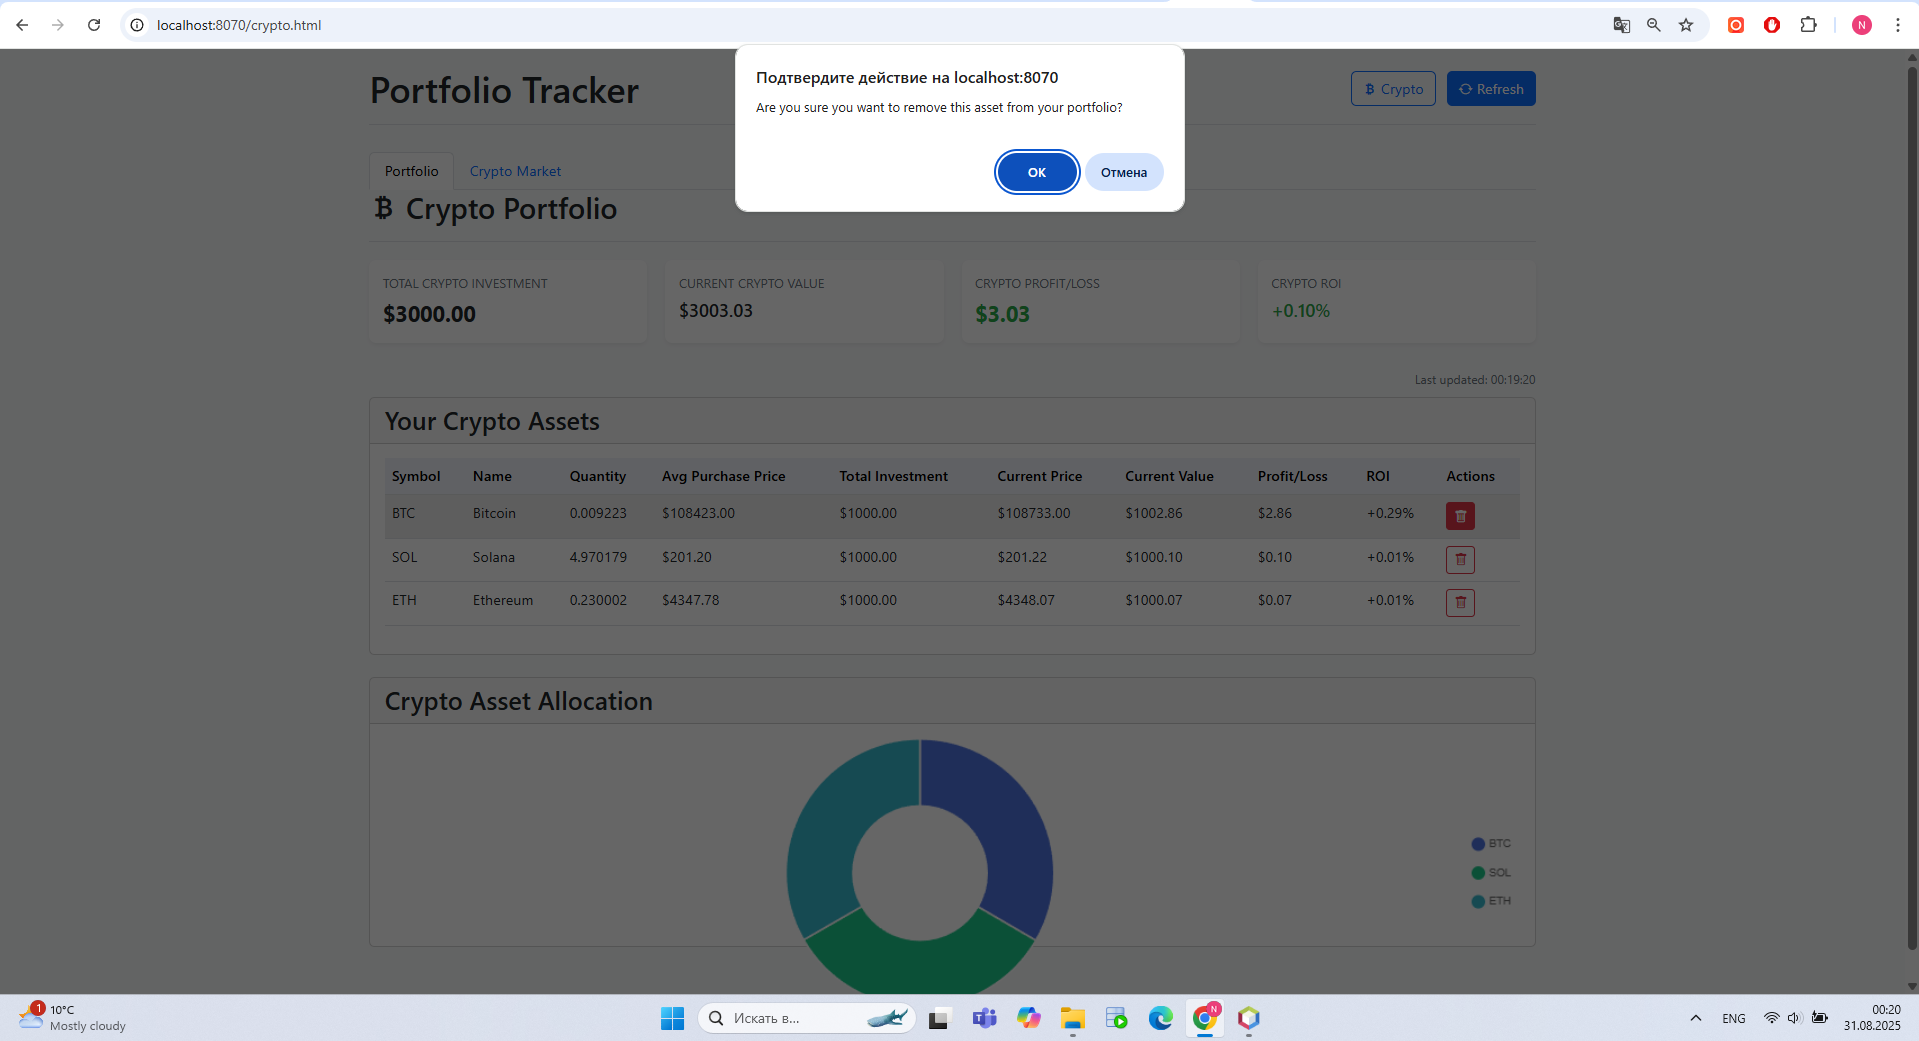 localhost:8070/crypto.html
N
Подтвердите действие на localhost:8070
Are you sure you want to remove this asset from your portfolio?
ОК
Отмена
Portfolio Tracker
Crypto
Refresh
Portfolio
Crypto Market
Crypto Portfolio
TOTAL CRYPTO INVESTMENT
$3000.00
CURRENT CRYPTO VALUE
$3003.03
CRYPTO PROFIT/LOSS
$3.03
CRYPTO ROI
+0.10%
Last updated: 00:19:20
Your Crypto Assets
Symbol Name Quantity Avg Purchase Price Total Investment Current Price Current Value Profit/Loss ROI Actions
BTC Bitcoin 0.009223 $108423.00 $1000.00 $108733.00 $1002.86 $2.86 +0.29%
SOL Solana 4.970179 $201.20 $1000.00 $201.22 $1000.10 $0.10 +0.01%
ETH Ethereum 0.230002 $4347.78 $1000.00 $4348.07 $1000.07 $0.07 +0.01%
Crypto Asset Allocation
BTC
SOL
ETH
1
10°C
Mostly cloudy
Искать в...
N
ENG
00:20
31.08.2025